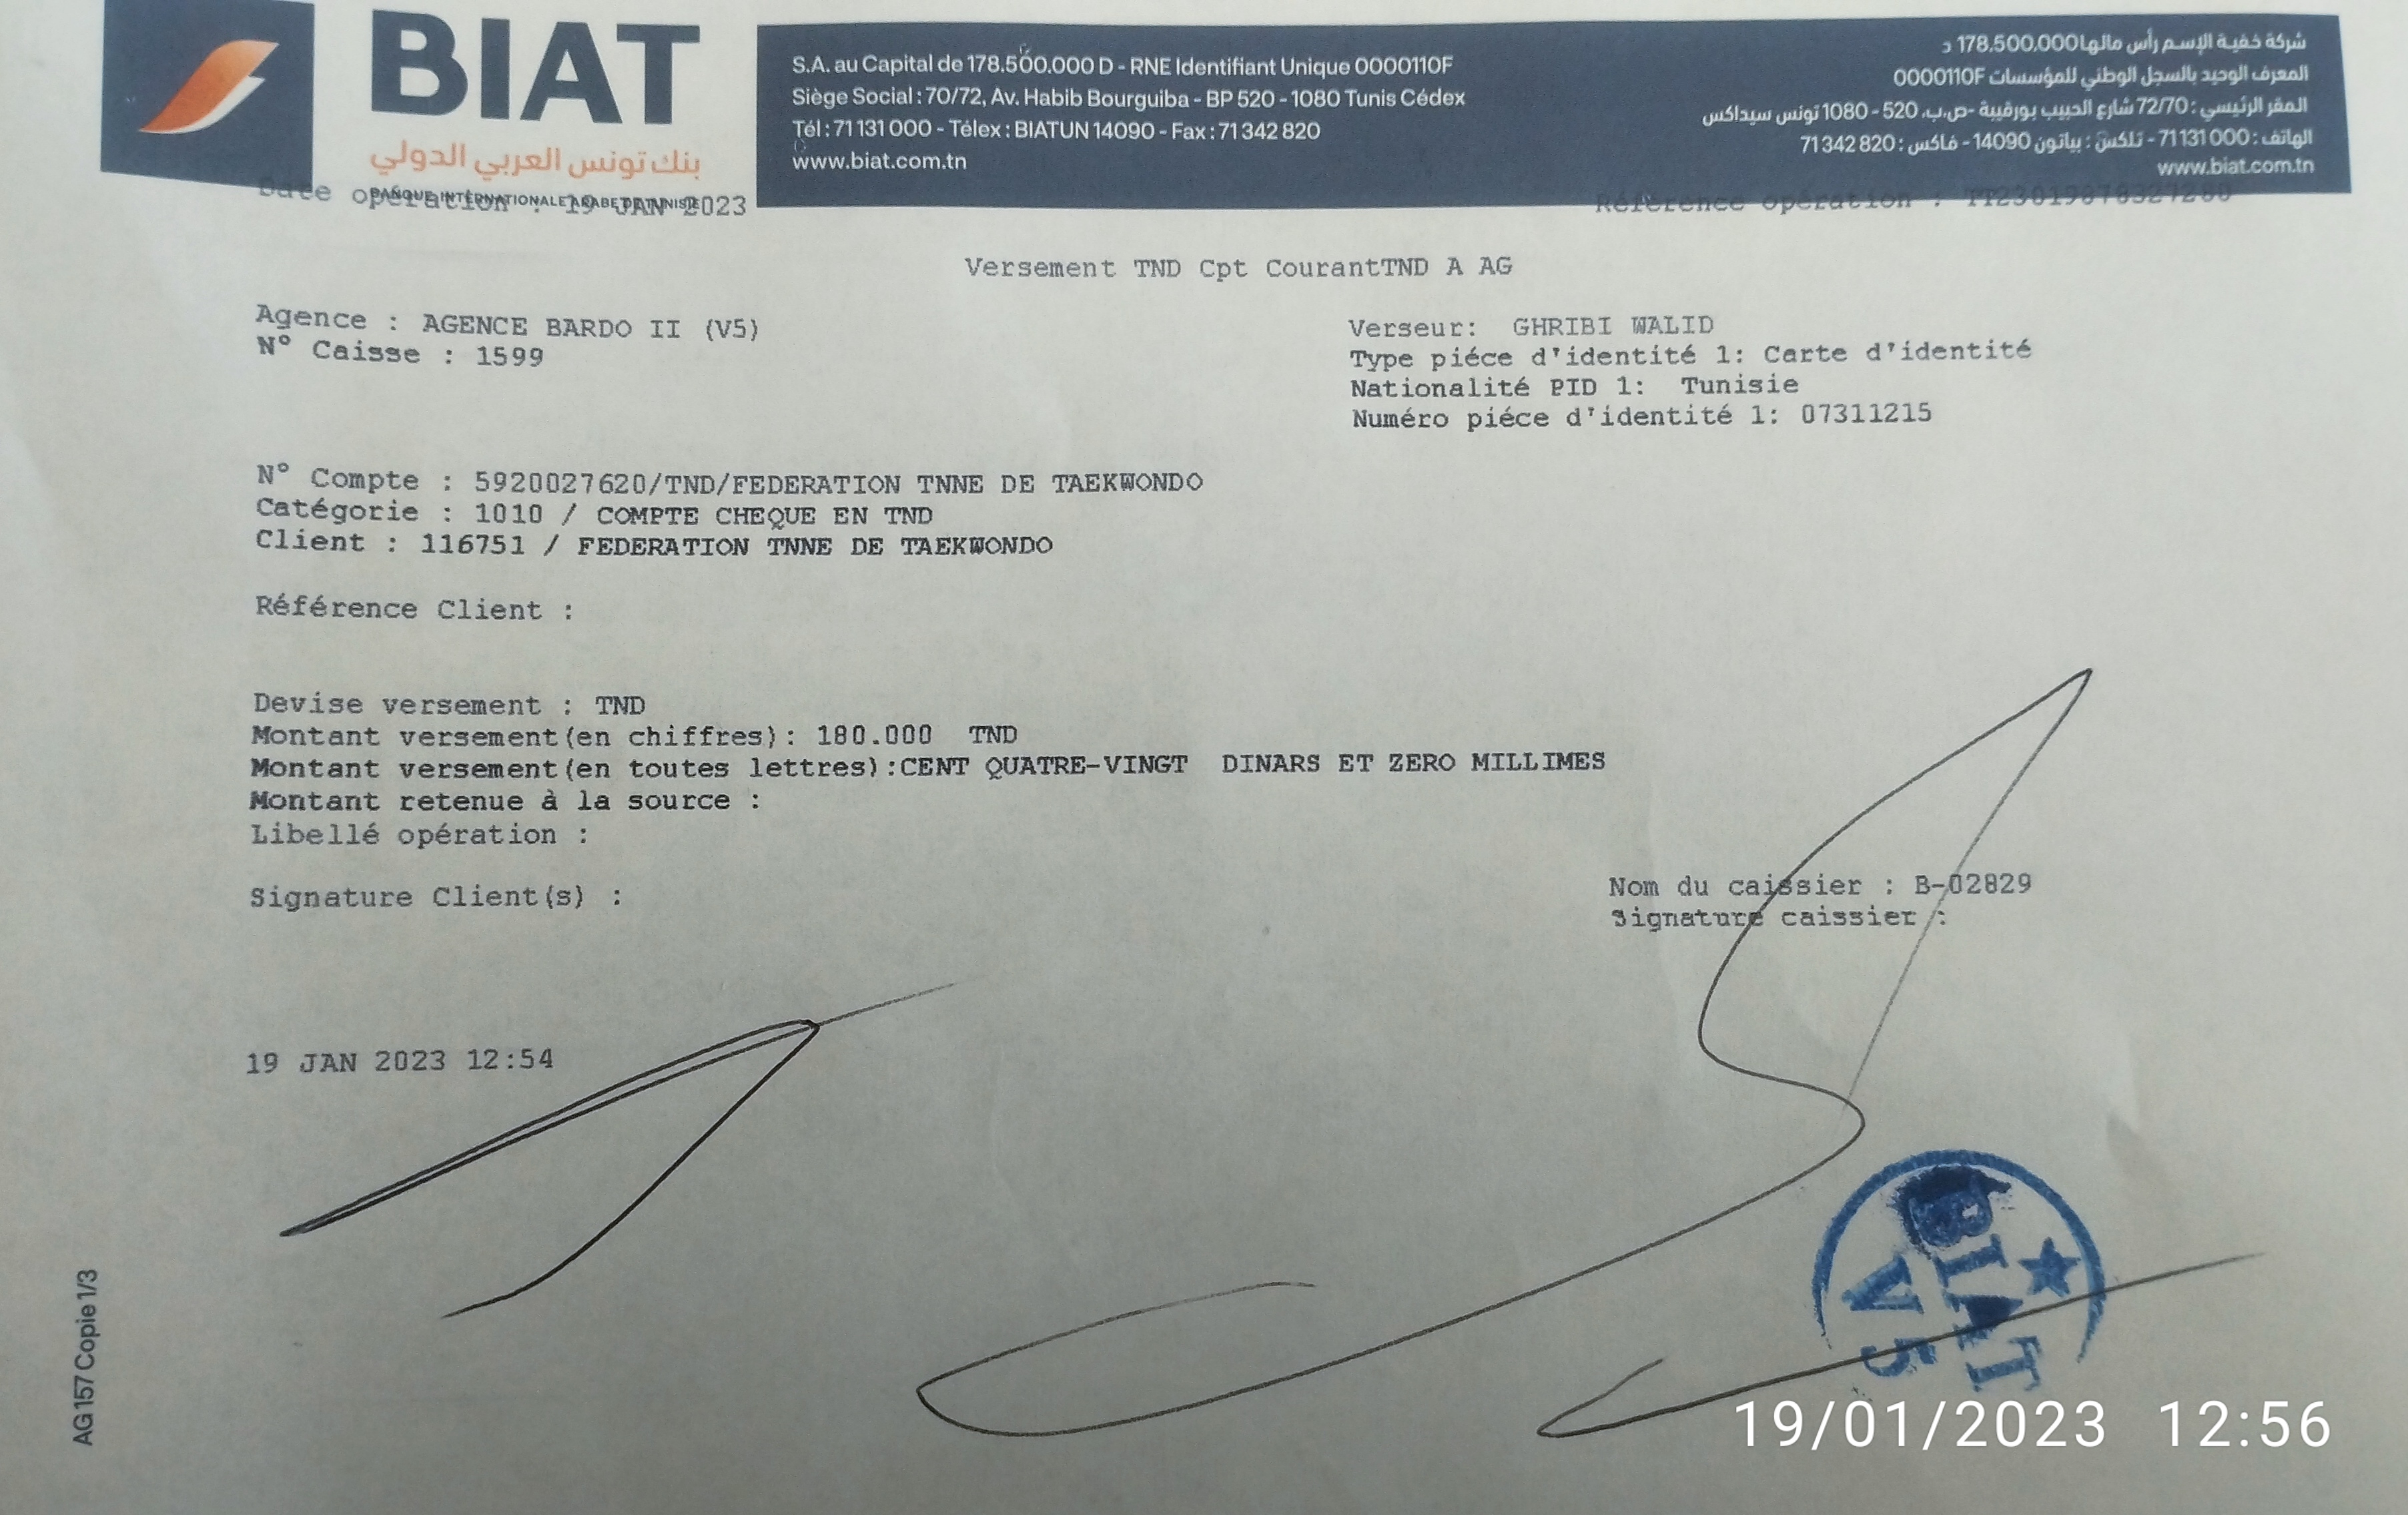 BIAT
بنك تونس العربي الدولي
BANQUE INTERNATIONALE ARABE DE TUNISIE
S.A. au Capital de 178.500.000 D - RNE Identifiant Unique 0000110F
Siège Social : 70/72, Av. Habib Bourguiba - BP 520 - 1080 Tunis Cédex
Tél : 71 131 000 - Télex : BIATUN 14090 - Fax : 71 342 820
www.biat.com.tn
شركة خفية الإسم رأس مالها 178.500.000 د
المعرف الوحيد بالسجل الوطني للمؤسسات 0000110F
المقر الرئيسي : 72/70 شارع الحبيب بورقيبة -ص.ب. 520 - 1080 تونس سيداكس
الهاتف : 71 131 000 - تلكس : بياتون 14090 - فاكس : 71 342 820
www.biat.com.tn
Date opération : 19 JAN 2023
Référence opération : TT23019878327280
Versement TND Cpt CourantTND A AG
Agence : AGENCE BARDO II (V5)
N° Caisse : 1599
Verseur: GHRIBI WALID
Type piéce d'identité 1: Carte d'identité
Nationalité PID 1: Tunisie
Numéro piéce d'identité 1: 07311215
N° Compte : 5920027620/TND/FEDERATION TNNE DE TAEKWONDO
Catégorie : 1010 / COMPTE CHEQUE EN TND
Client : 116751 / FEDERATION TNNE DE TAEKWONDO
Référence Client :
Devise versement : TND
Montant versement(en chiffres): 180.000 TND
Montant versement(en toutes lettres):CENT QUATRE-VINGT DINARS ET ZERO MILLIMES
Montant retenue à la source :
Libellé opération :
Signature Client(s) :
Nom du caissier : B-02829
Signature caissier :
19 JAN 2023 12:54
BIAT
V5
AG157 Copie 1/3
19/01/2023 12:56